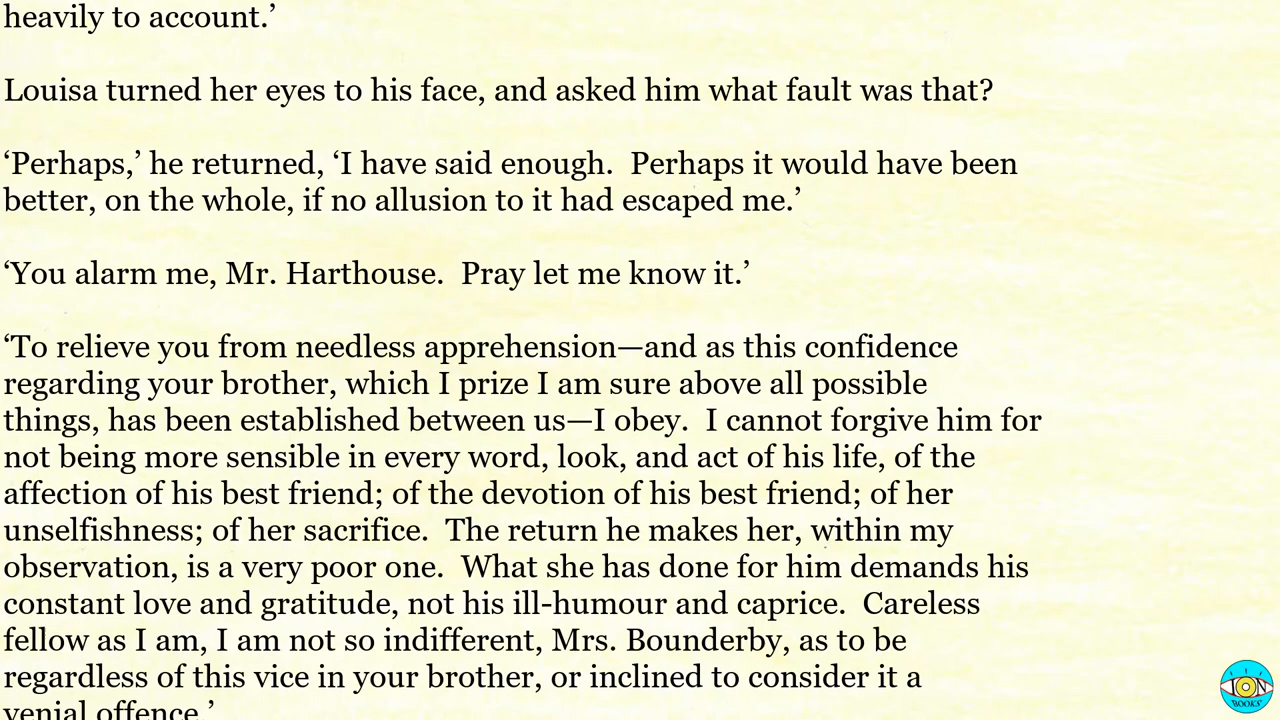 heavily to account.’
Louisa turned her eyes to his face, and asked him what fault was that?
‘Perhaps,’ he returned, ‘I have said enough.  Perhaps it would have been
better, on the whole, if no allusion to it had escaped me.’
‘You alarm me, Mr. Harthouse.  Pray let me know it.’
‘To relieve you from needless apprehension—and as this confidence
regarding your brother, which I prize I am sure above all possible
things, has been established between us—I obey.  I cannot forgive him for
not being more sensible in every word, look, and act of his life, of the
affection of his best friend; of the devotion of his best friend; of her
unselfishness; of her sacrifice.  The return he makes her, within my
observation, is a very poor one.  What she has done for him demands his
constant love and gratitude, not his ill-humour and caprice.  Careless
fellow as I am, I am not so indifferent, Mrs. Bounderby, as to be
regardless of this vice in your brother, or inclined to consider it a
venial offence.’
ION
BOOKS